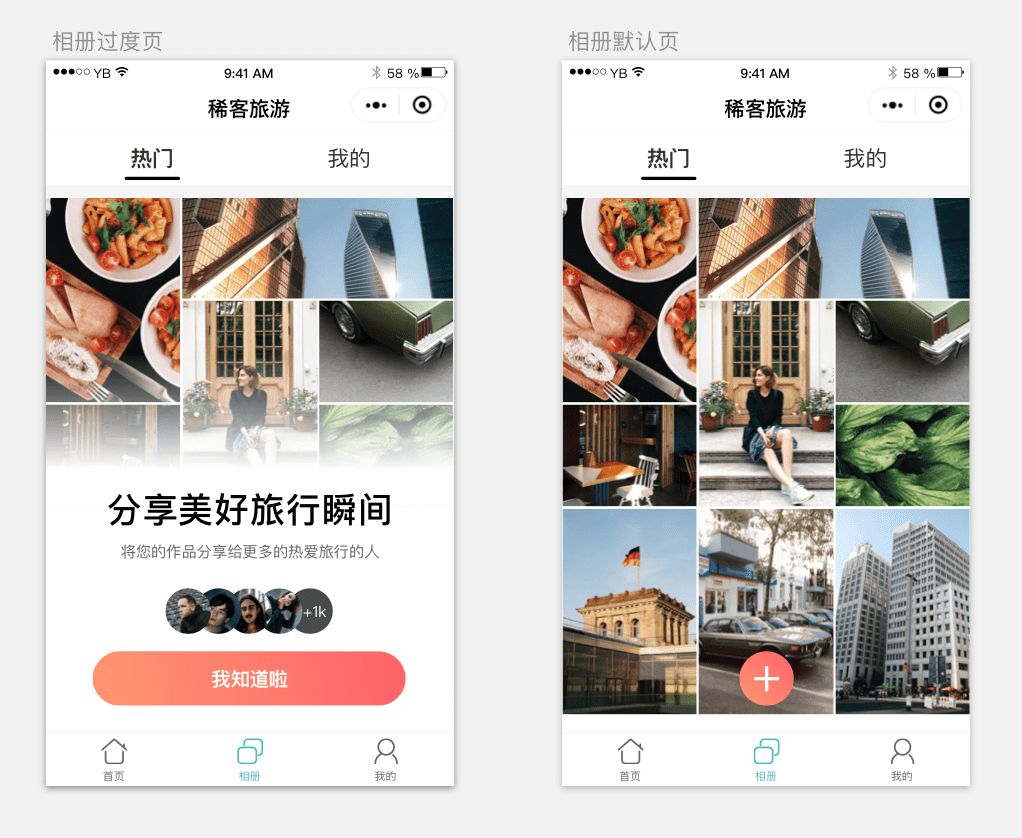 相册过度页
YB
9:41 AM
58 %
稀客旅游
热门
我的
分享美好旅行瞬间
将您的作品分享给更多的热爱旅行的人
+1k
我知道啦
首页
相册
我的
相册默认页
YB
9:41 AM
58 %
稀客旅游
热门
我的
首页
相册
我的